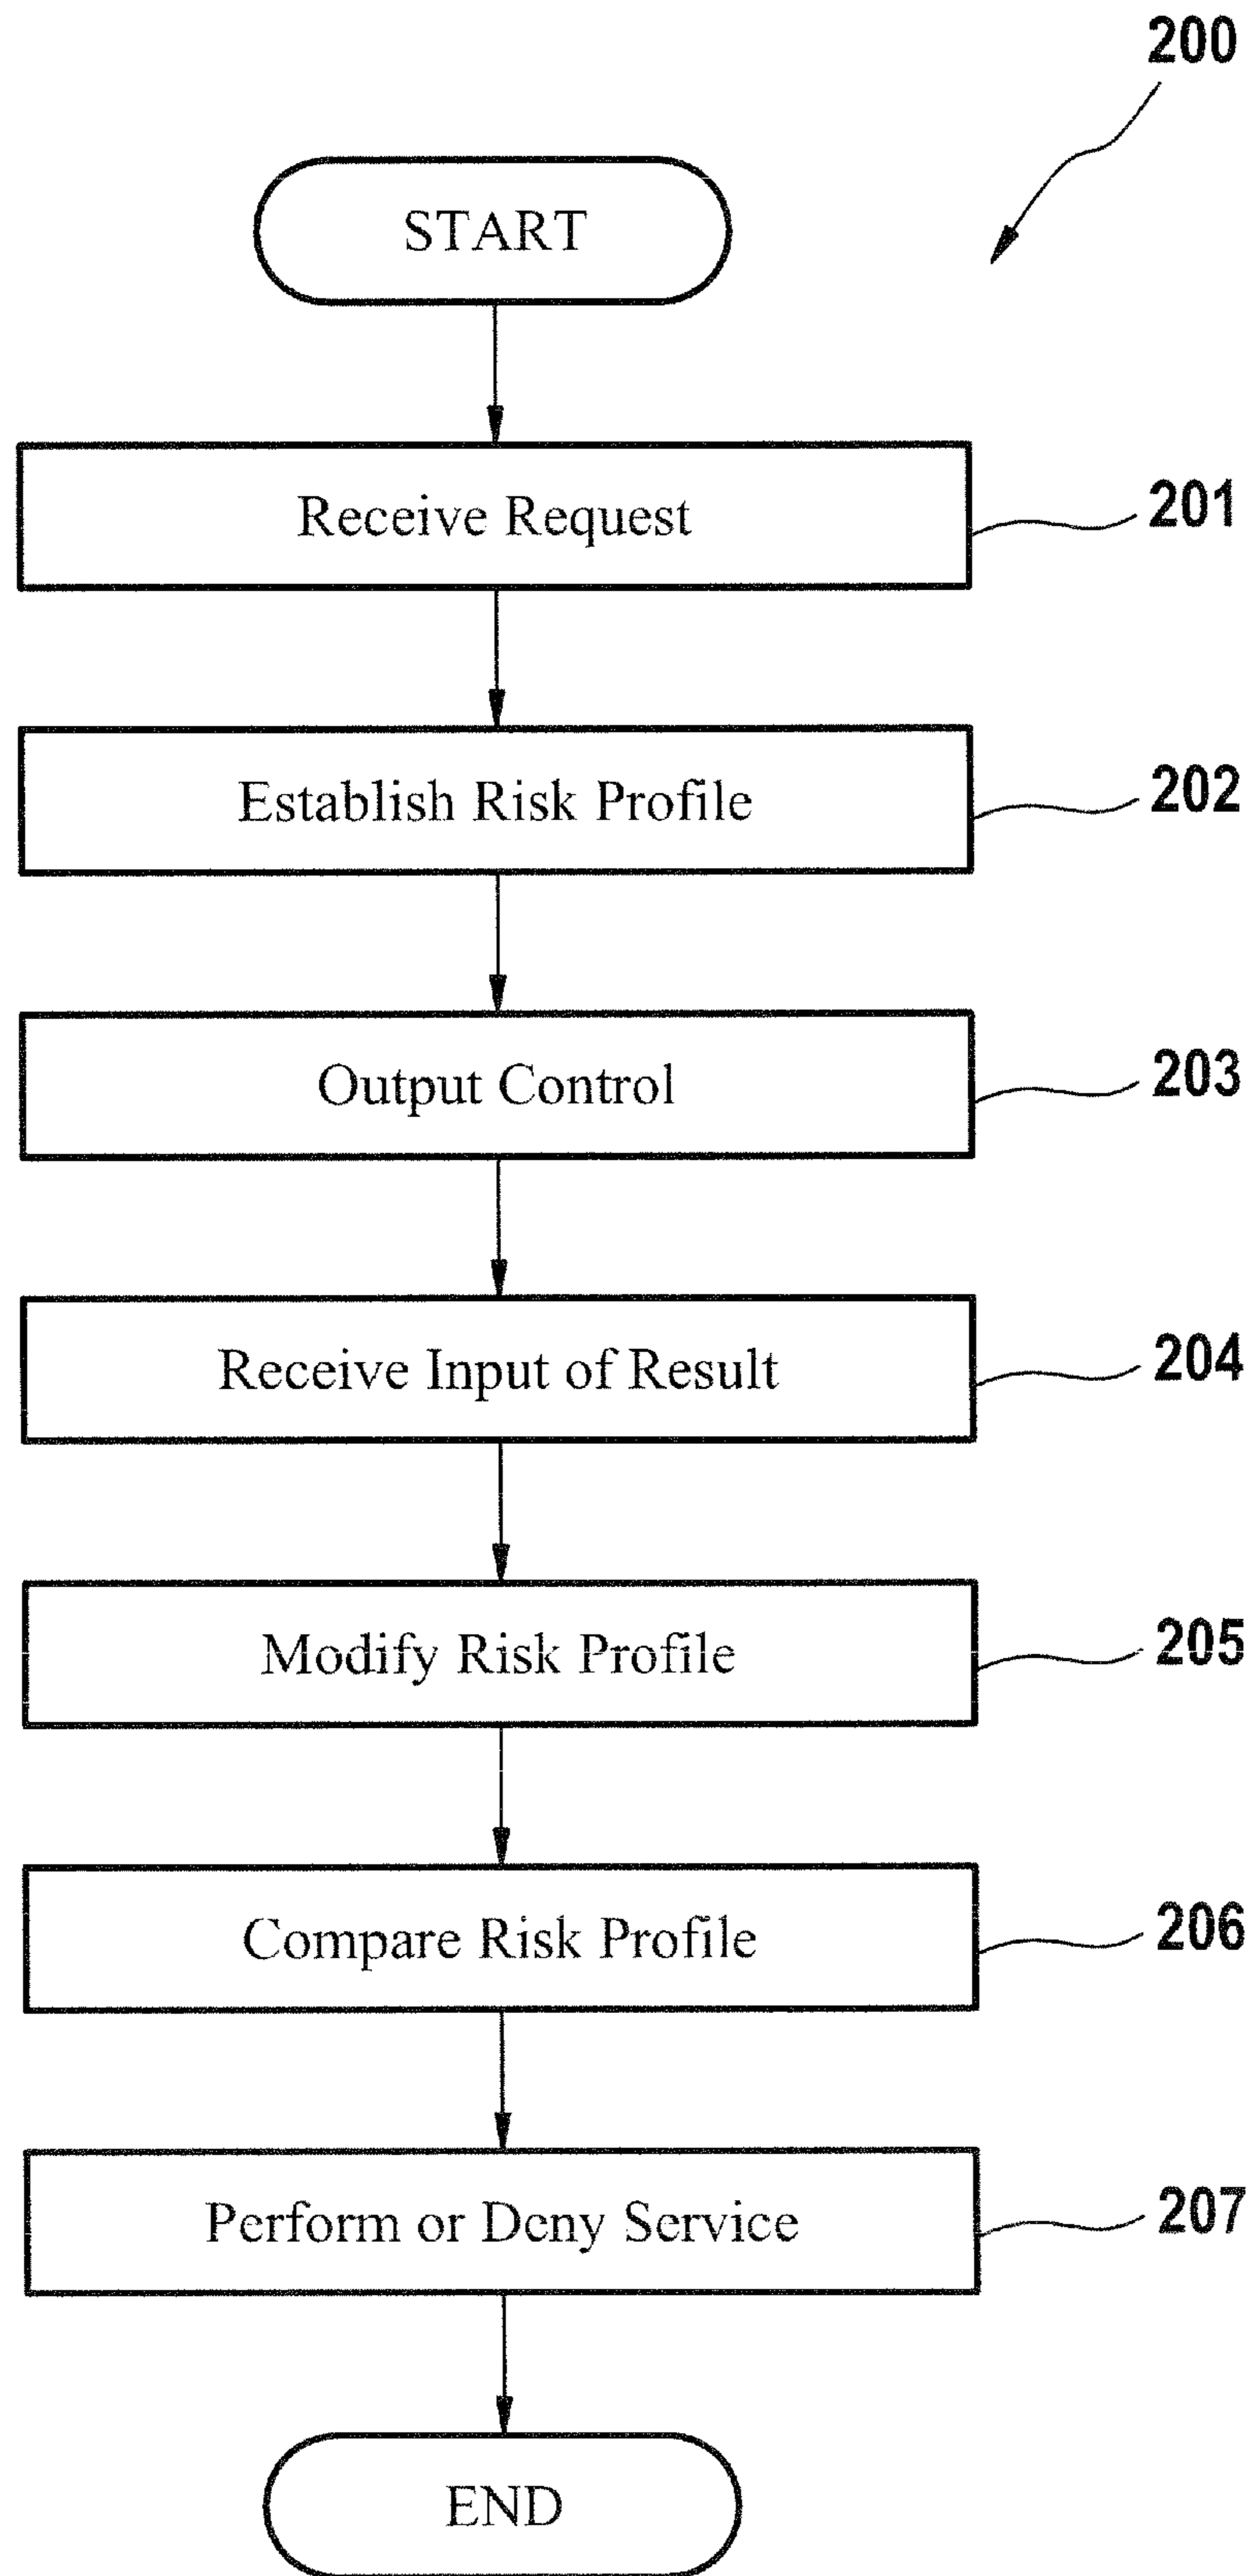 200
START
Receive Request
201
Establish Risk Profile
202
Output Control
203
Receive Input of Result
204
Modify Risk Profile
205
Compare Risk Profile
206
Perform or Deny Service
207
END